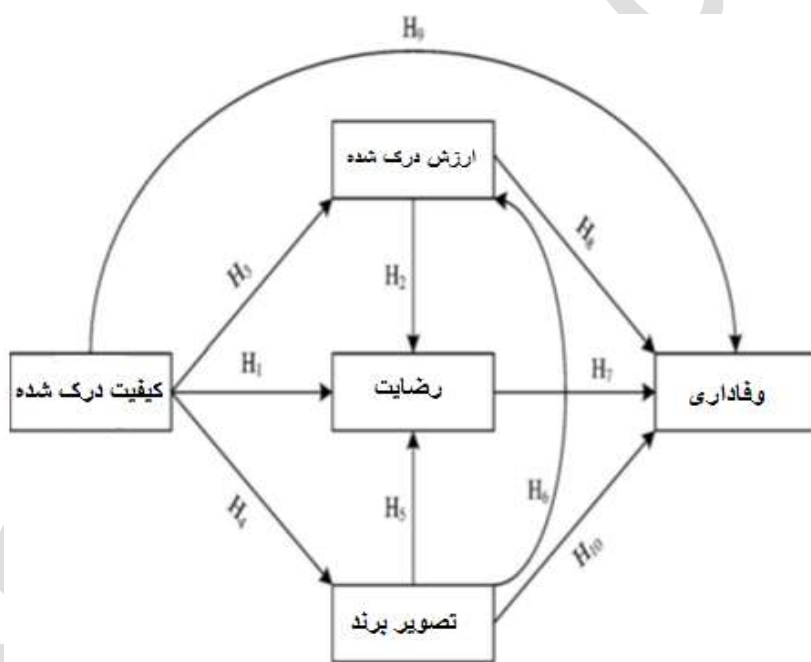 H₉
ارزش درک شده
H₈
H₃
H₂
H₁
H₇
کیفیت درک شده
رضایت
وفاداری
H₄
H₅
H₆
H₁₀
تصویر برند